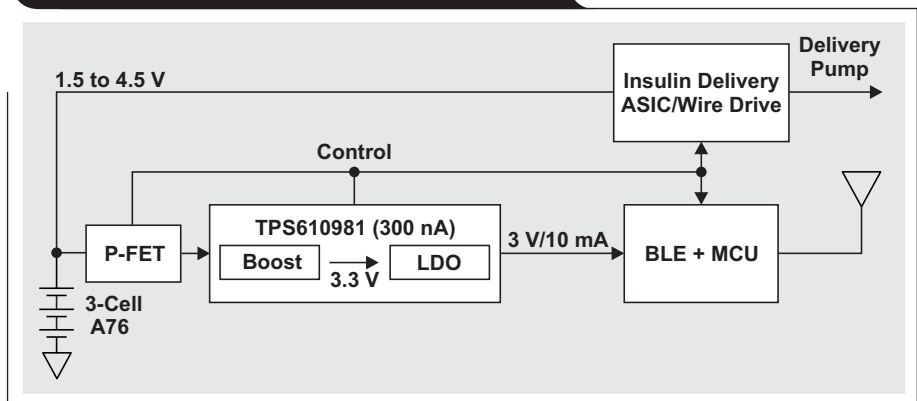 Delivery
Pump
1.5 to 4.5 V
Insulin Delivery
ASIC/Wire Drive
Control
TPS610981 (300 nA)
P-FET
Boost
3.3 V
LDO
3 V/10 mA
BLE + MCU
3-Cell
A76